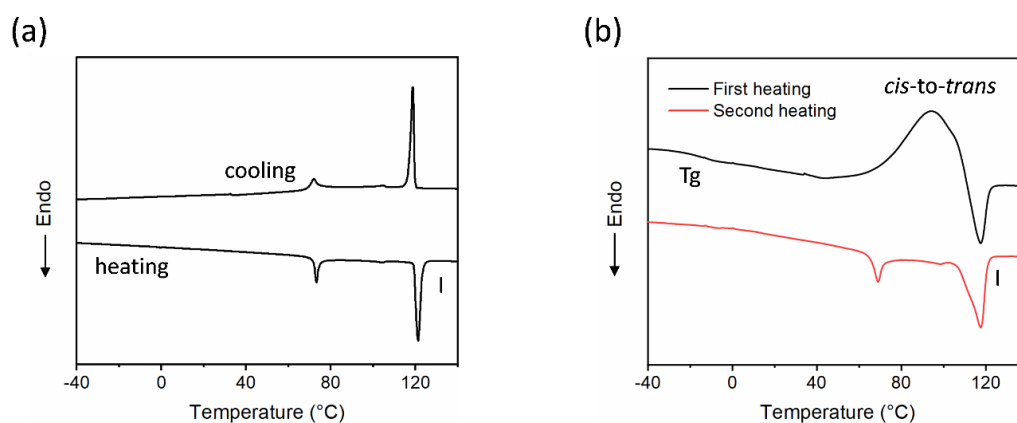 (a)
cooling
heating
I
Endo
-40 0 40 80 120
Temperature (°C)
(b)
First heating
Second heating
cis-to-trans
Tg
I
Endo
-40 0 40 80 120
Temperature (°C)